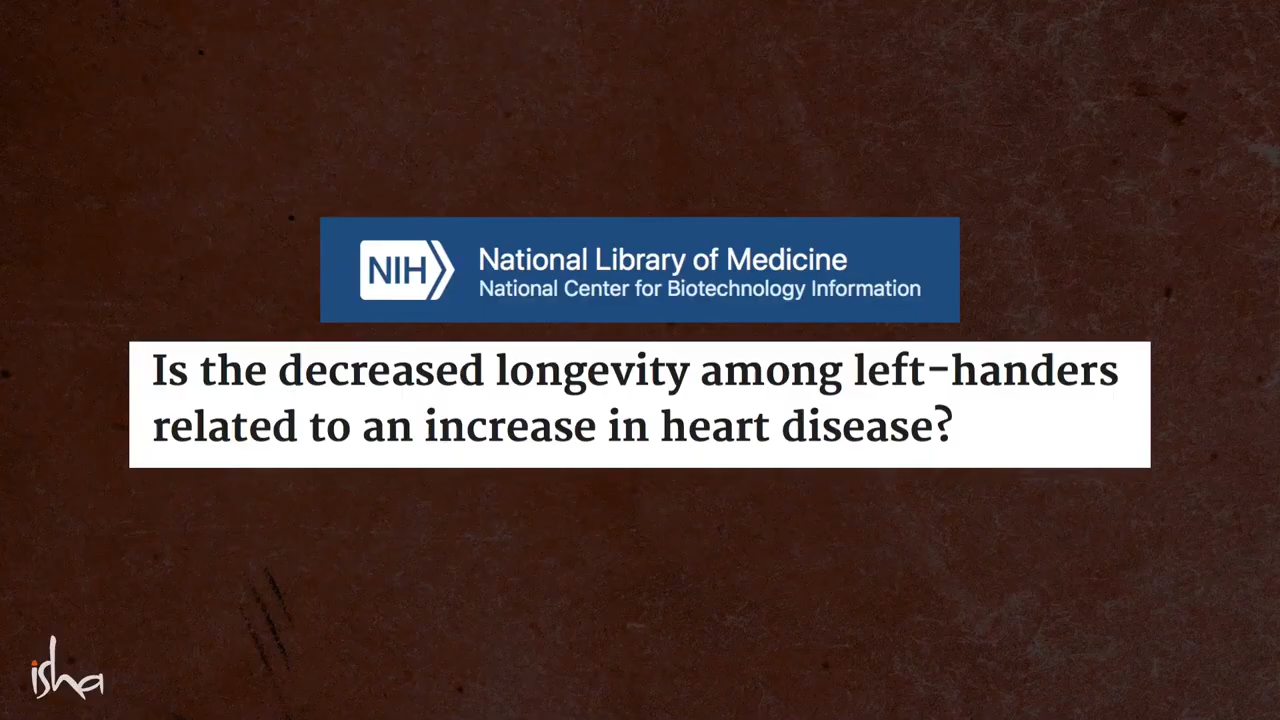 NIH
National Library of Medicine
National Center for Biotechnology Information
Is the decreased longevity among left-handers
related to an increase in heart disease?
isha